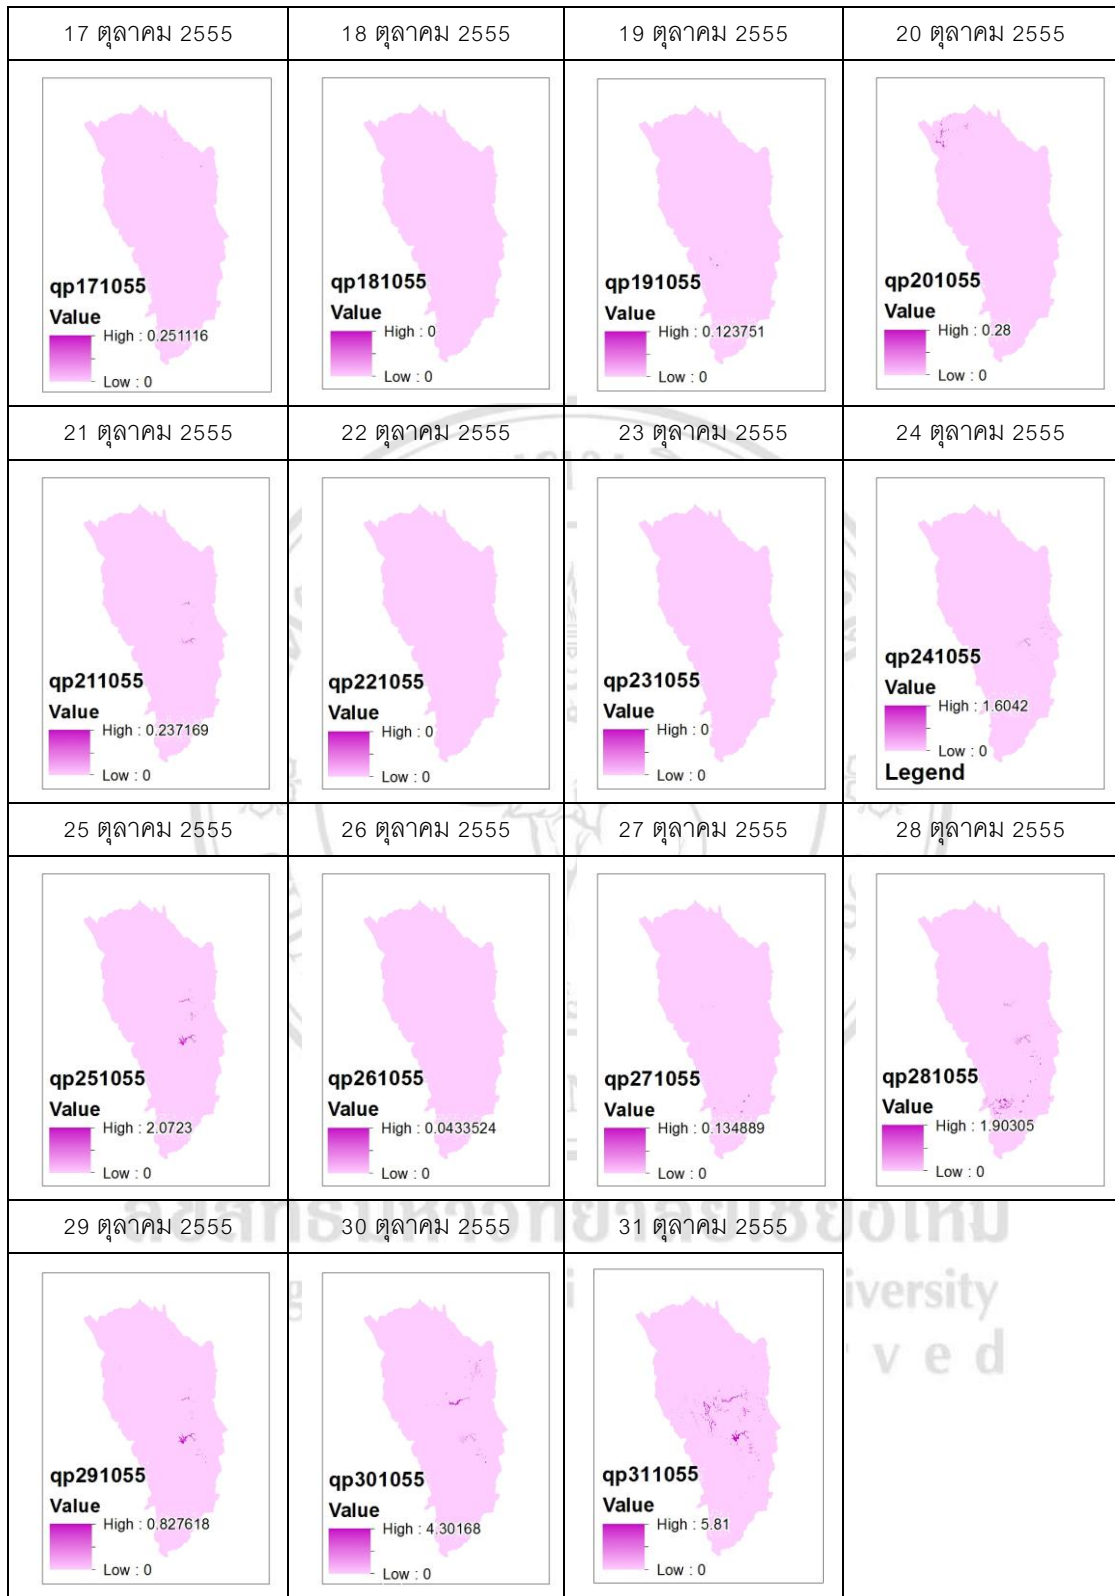 17 ตุลาคม 2555
18 ตุลาคม 2555
19 ตุลาคม 2555
20 ตุลาคม 2555
qp171055
Value
High : 0.251116
Low : 0
qp181055
Value
High : 0
Low : 0
qp191055
Value
High : 0.123751
Low : 0
qp201055
Value
High : 0.28
Low : 0
21 ตุลาคม 2555
22 ตุลาคม 2555
23 ตุลาคม 2555
24 ตุลาคม 2555
qp211055
Value
High : 0.237169
Low : 0
qp221055
Value
High : 0
Low : 0
qp231055
Value
High : 0
Low : 0
qp241055
Value
High : 1.6042
Low : 0
Legend
25 ตุลาคม 2555
26 ตุลาคม 2555
27 ตุลาคม 2555
28 ตุลาคม 2555
qp251055
Value
High : 2.0723
Low : 0
qp261055
Value
High : 0.0433524
Low : 0
qp271055
Value
High : 0.134889
Low : 0
qp281055
Value
High : 1.90305
Low : 0
29 ตุลาคม 2555
30 ตุลาคม 2555
31 ตุลาคม 2555
qp291055
Value
High : 0.827618
Low : 0
qp301055
Value
High : 4.30168
Low : 0
qp311055
Value
High : 5.81
Low : 0